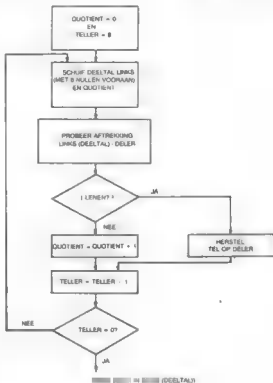 QUOTIENT = 0
EN
TELLER = 8
SCHUIF DEELTAL LINKS
(MET 8 NULLEN VOORAAN)
EN QUOTIENT
PROBEER AFTREKKING
LINKS (DEELTAL) - DELER
( LENEN? )
JA
NEE
QUOTIENT = QUOTIENT + 1
HERSTEL
TEL OP DELER
TELLER = TELLER - 1
NEE
TELLER = 0?
JA
IN
(DEELTAL)